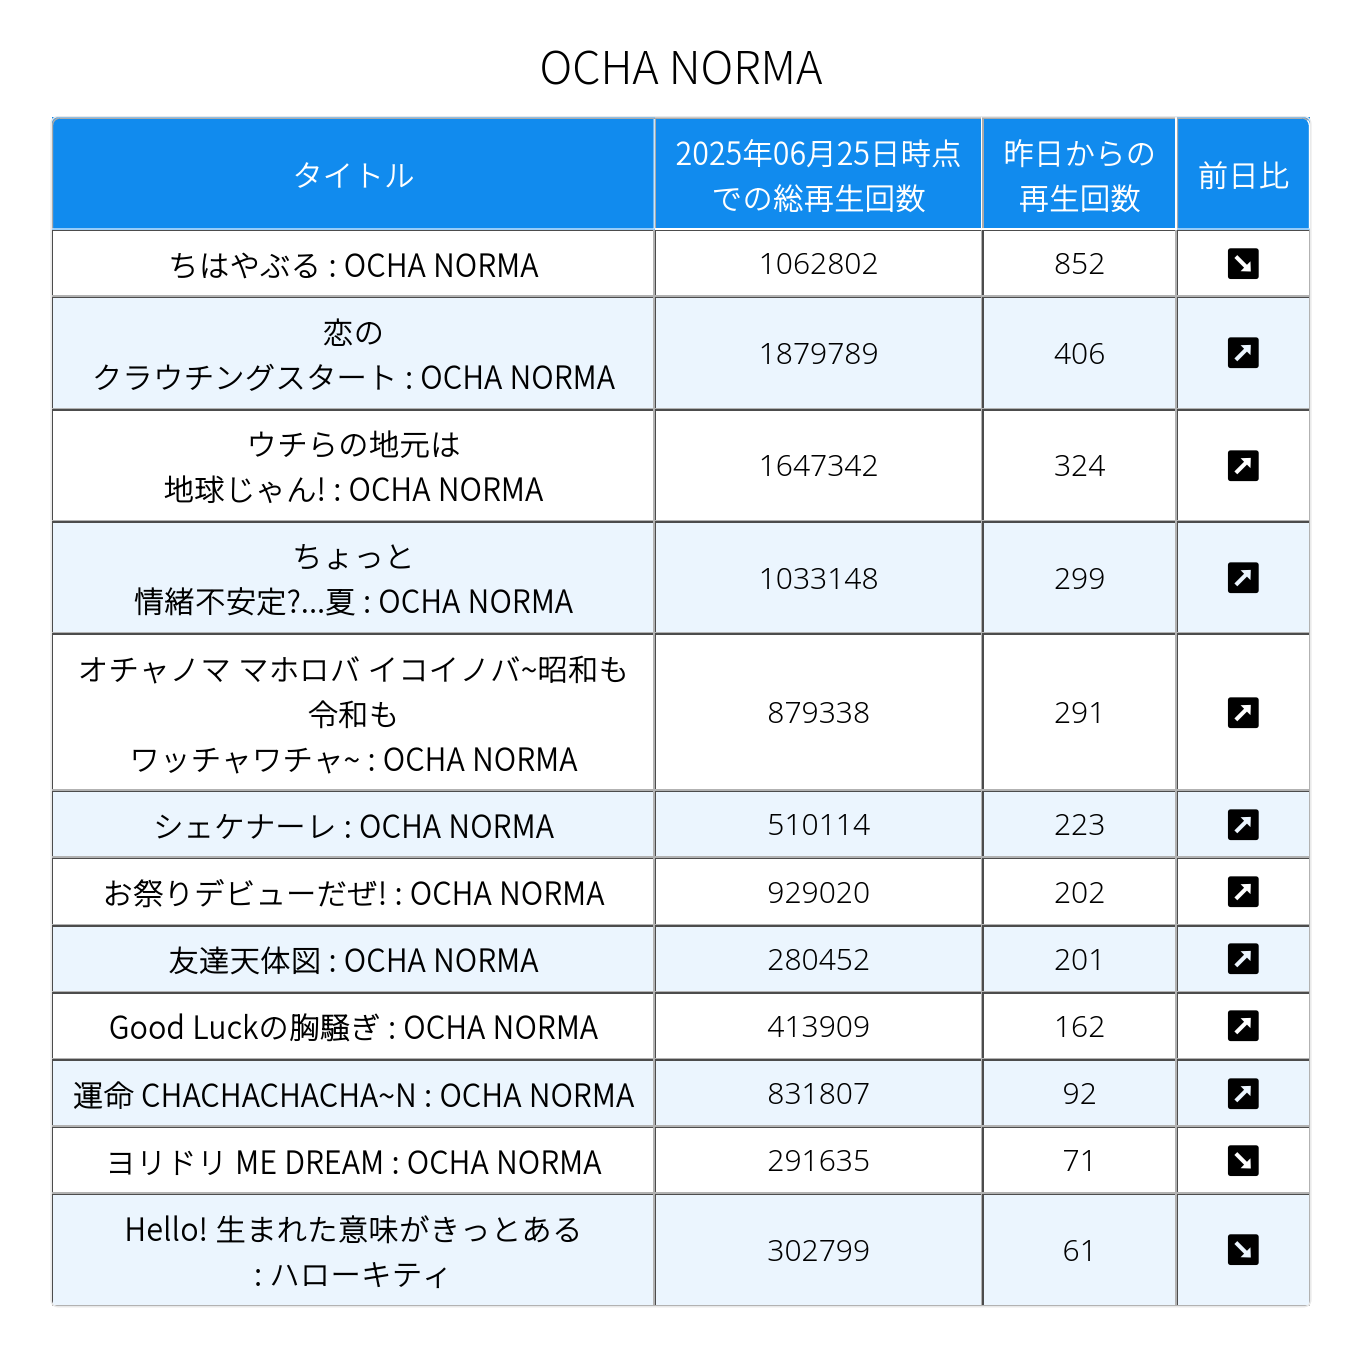 OCHA NORMA
タイトル
2025年06月25日時点
での総再生回数
昨日からの
再生回数
前日比
ちはやぶる : OCHA NORMA
1062802
852
恋の
クラウチングスタート : OCHA NORMA
1879789
406
ウチらの地元は
地球じゃん! : OCHA NORMA
1647342
324
ちょっと
情緒不安定?...夏 : OCHA NORMA
1033148
299
オチャノマ マホロバ イコイノバ~昭和も
令和も
ワッチャワチャ~ : OCHA NORMA
879338
291
シェケナーレ : OCHA NORMA
510114
223
お祭りデビューだぜ! : OCHA NORMA
929020
202
友達天体図 : OCHA NORMA
280452
201
Good Luckの胸騒ぎ : OCHA NORMA
413909
162
運命 CHACHACHACHA~N : OCHA NORMA
831807
92
ヨリドリ ME DREAM : OCHA NORMA
291635
71
Hello! 生まれた意味がきっとある
: ハローキティ
302799
61